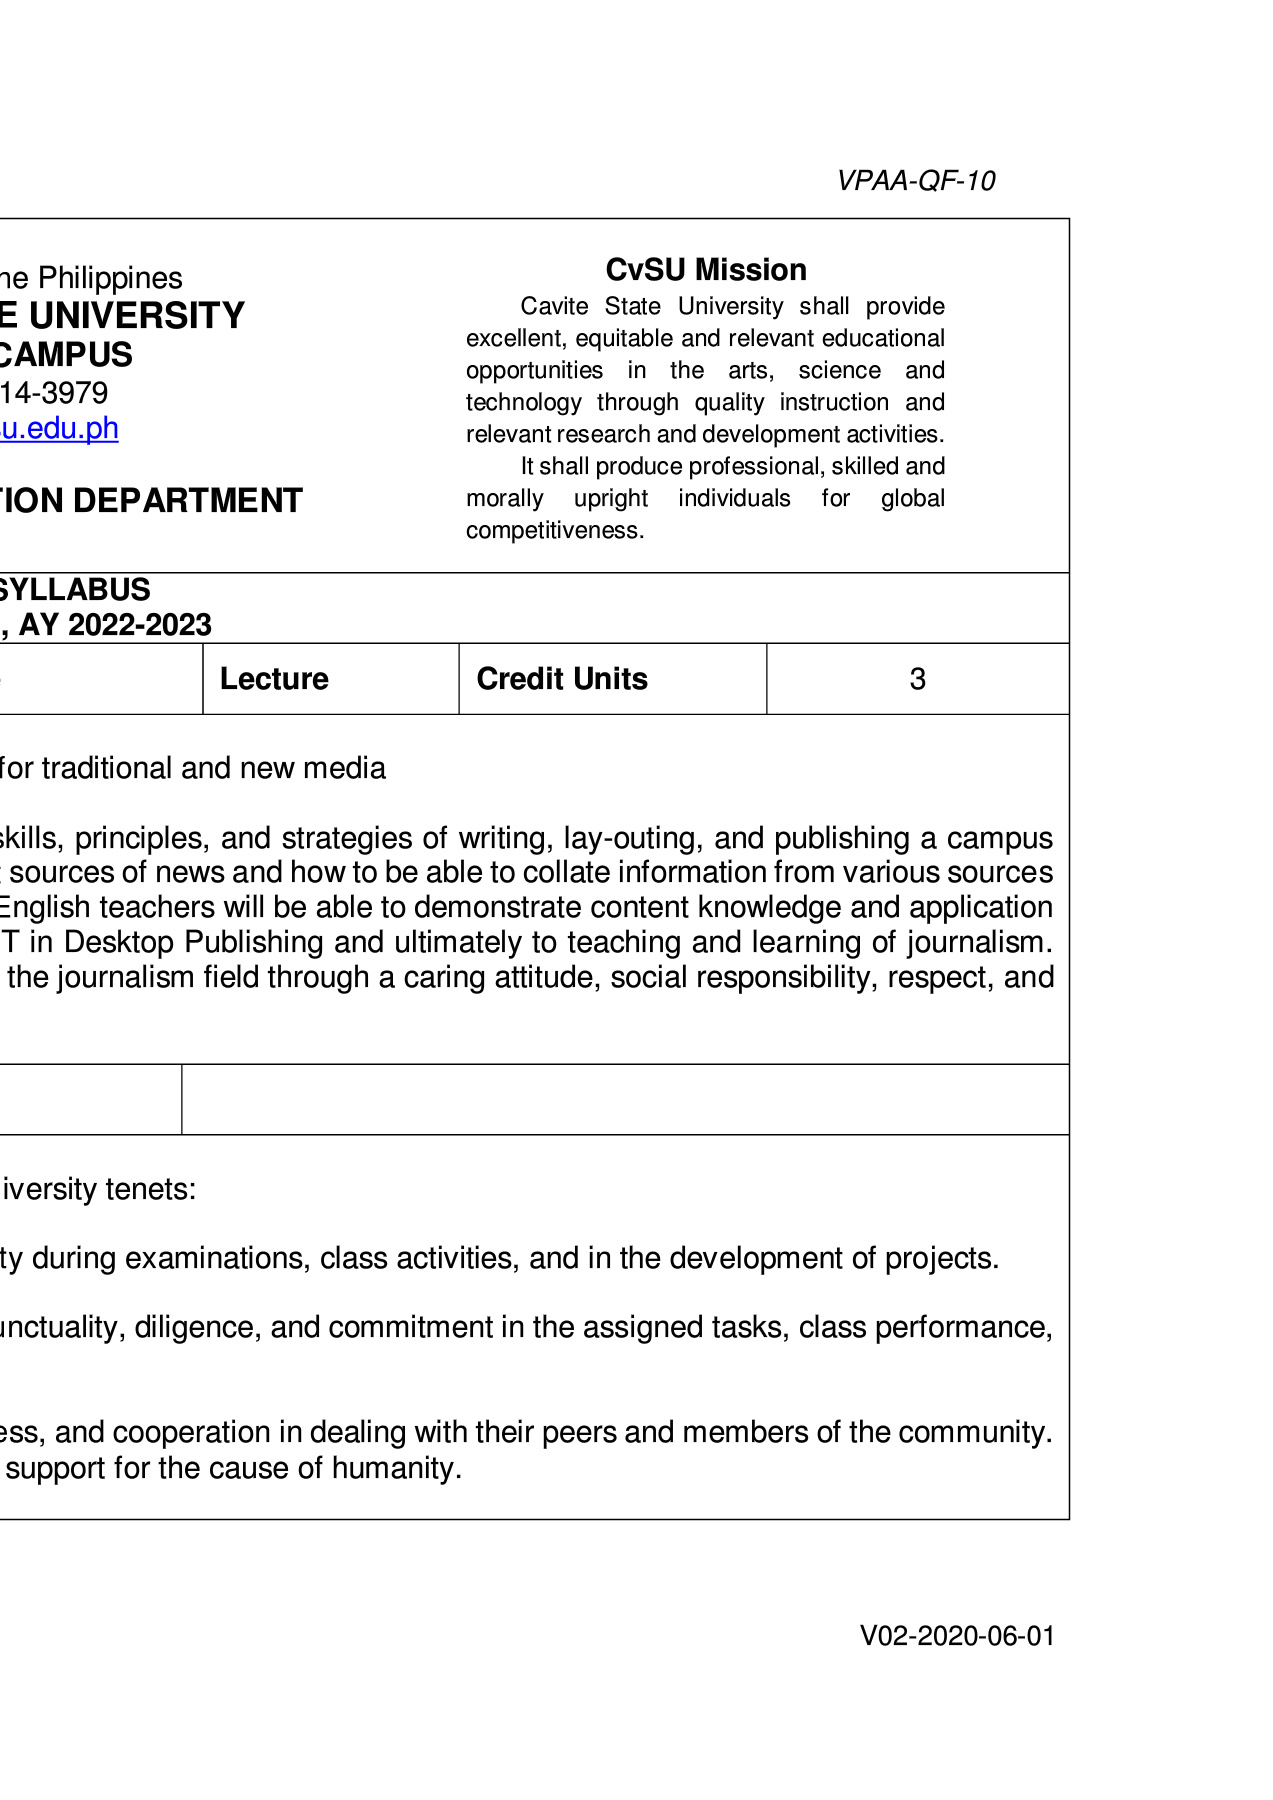 VPAA-QF-10
ne Philippines
E UNIVERSITY
CAMPUS
14-3979
su.edu.ph
TION DEPARTMENT
CvSU Mission
Cavite State University shall provide
excellent, equitable and relevant educational
opportunities in the arts, science and
technology through quality instruction and
relevant research and development activities.
It shall produce professional, skilled and
morally upright individuals for global
competitiveness.
SYLLABUS
, AY 2022-2023
Lecture Credit Units 3
for traditional and new media
skills, principles, and strategies of writing, lay-outing, and publishing a campus
sources of news and how to be able to collate information from various sources
English teachers will be able to demonstrate content knowledge and application
T in Desktop Publishing and ultimately to teaching and learning of journalism.
the journalism field through a caring attitude, social responsibility, respect, and
iversity tenets:
ty during examinations, class activities, and in the development of projects.
unctuality, diligence, and commitment in the assigned tasks, class performance,
ess, and cooperation in dealing with their peers and members of the community.
support for the cause of humanity.
V02-2020-06-01